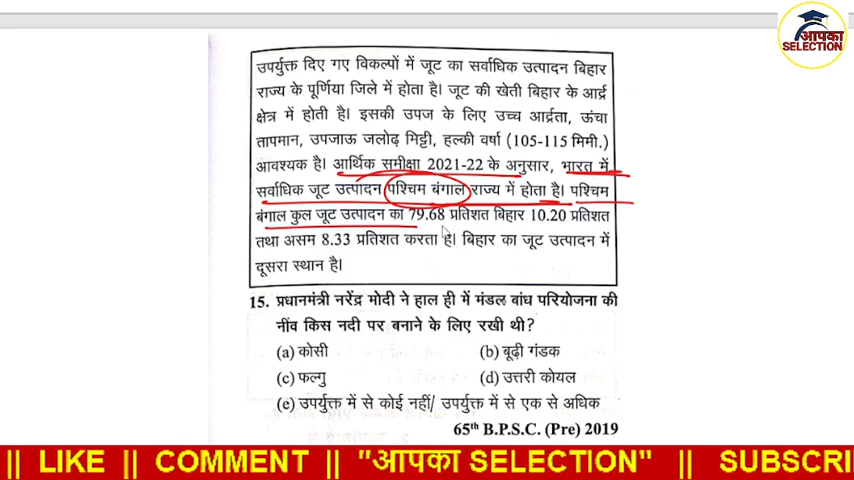 आपका
SELECTION
उपर्युक्त दिए गए विकल्पों में जूट का सर्वाधिक उत्पादन बिहार
राज्य के पूर्णिया जिले में होता है। जूट की खेती बिहार के आर्द्र
क्षेत्र में होती है। इसकी उपज के लिए उच्च आर्द्रता, ऊंचा
तापमान, उपजाऊ जलोढ़ मिट्टी, हल्की वर्षा (105-115 मिमी.)
आवश्यक है। आर्थिक समीक्षा 2021-22 के अनुसार, भारत में
सर्वाधिक जूट उत्पादन पश्चिम बंगाल राज्य में होता है। पश्चिम
बंगाल कुल जूट उत्पादन का 79.68 प्रतिशत बिहार 10.20 प्रतिशत
तथा असम 8.33 प्रतिशत करता है। बिहार का जूट उत्पादन में
दूसरा स्थान है।
15. प्रधानमंत्री नरेंद्र मोदी ने हाल ही में मंडल बांध परियोजना की
नींव किस नदी पर बनाने के लिए रखी थी?
(a) कोसी (b) बूढ़ी गंडक
(c) फल्गु (d) उत्तरी कोयल
(e) उपर्युक्त में से कोई नहीं/ उपर्युक्त में से एक से अधिक
65th B.P.S.C. (Pre) 2019
|| LIKE || COMMENT || "आपका SELECTION" || SUBSCRI